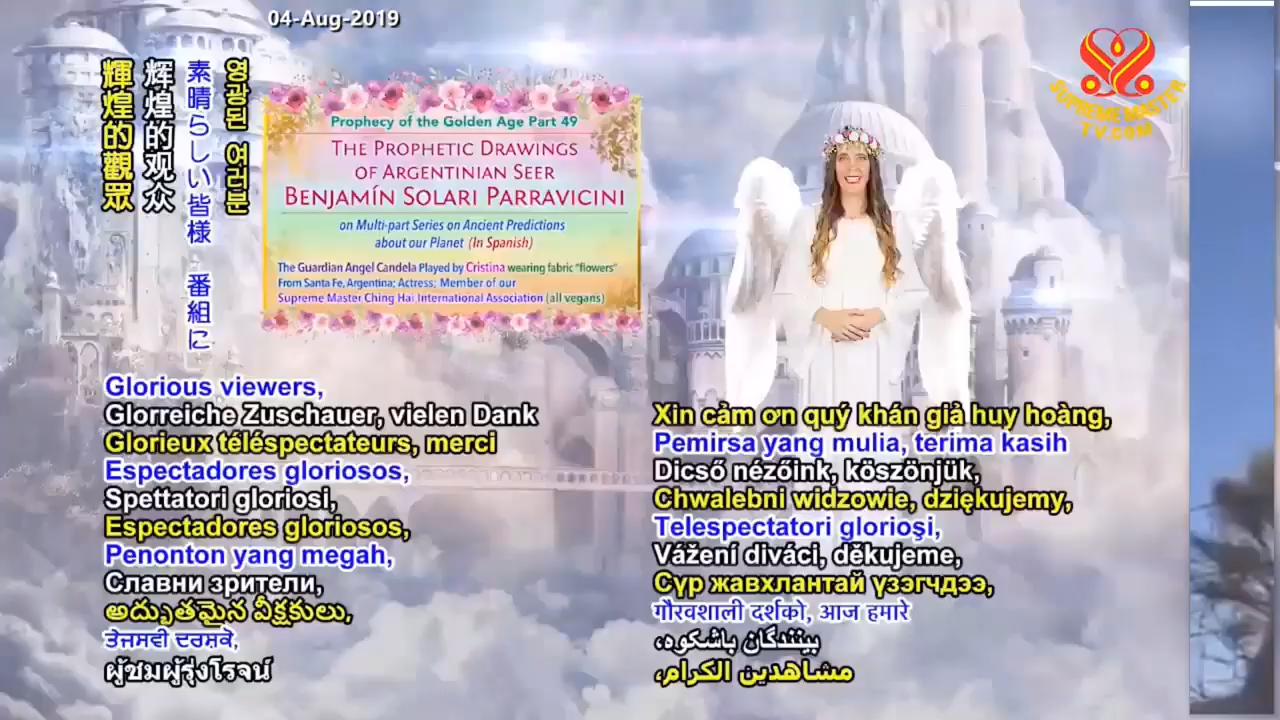 04-Aug-2019
SUPREME MASTER
TV.COM
輝煌的觀眾
辉煌的观众
素晴らしい皆様 番組に
영광된 여러분
Prophecy of the Golden Age Part 49
THE PROPHETIC DRAWINGS
OF ARGENTINIAN SEER
BENJAMÍN SOLARI PARRAVICINI
on Multi-part Series on Ancient Predictions
about our Planet (In Spanish)
The Guardian Angel Candela Played by Cristina wearing fabric "flowers"
From Santa Fe, Argentina; Actress; Member of our
Supreme Master Ching Hai International Association (all vegans)
Glorious viewers,
Glorreiche Zuschauer, vielen Dank
Glorieux téléspectateurs, merci
Espectadores gloriosos,
Spettatori gloriosi,
Espectadores gloriosos,
Penonton yang megah,
Славни зрители,
అద్భుతమైన వీక్షకులు,
ਤੇਜਸਵੀ ਦਰਸ਼ਕੋ,
ผู้ชมผู้รุ่งโรจน์
Xin cảm ơn quý khán giả huy hoàng,
Pemirsa yang mulia, terima kasih
Dicső nézőink, köszönjük,
Chwalebni widzowie, dziękujemy,
Telespectatori glorioşi,
Vážení diváci, děkujeme,
Сүр жавхлантай үзэгчдээ,
गौरवशाली दर्शको, आज हमारे
بینندگان باشکوه،
مشاهدين الكرام،